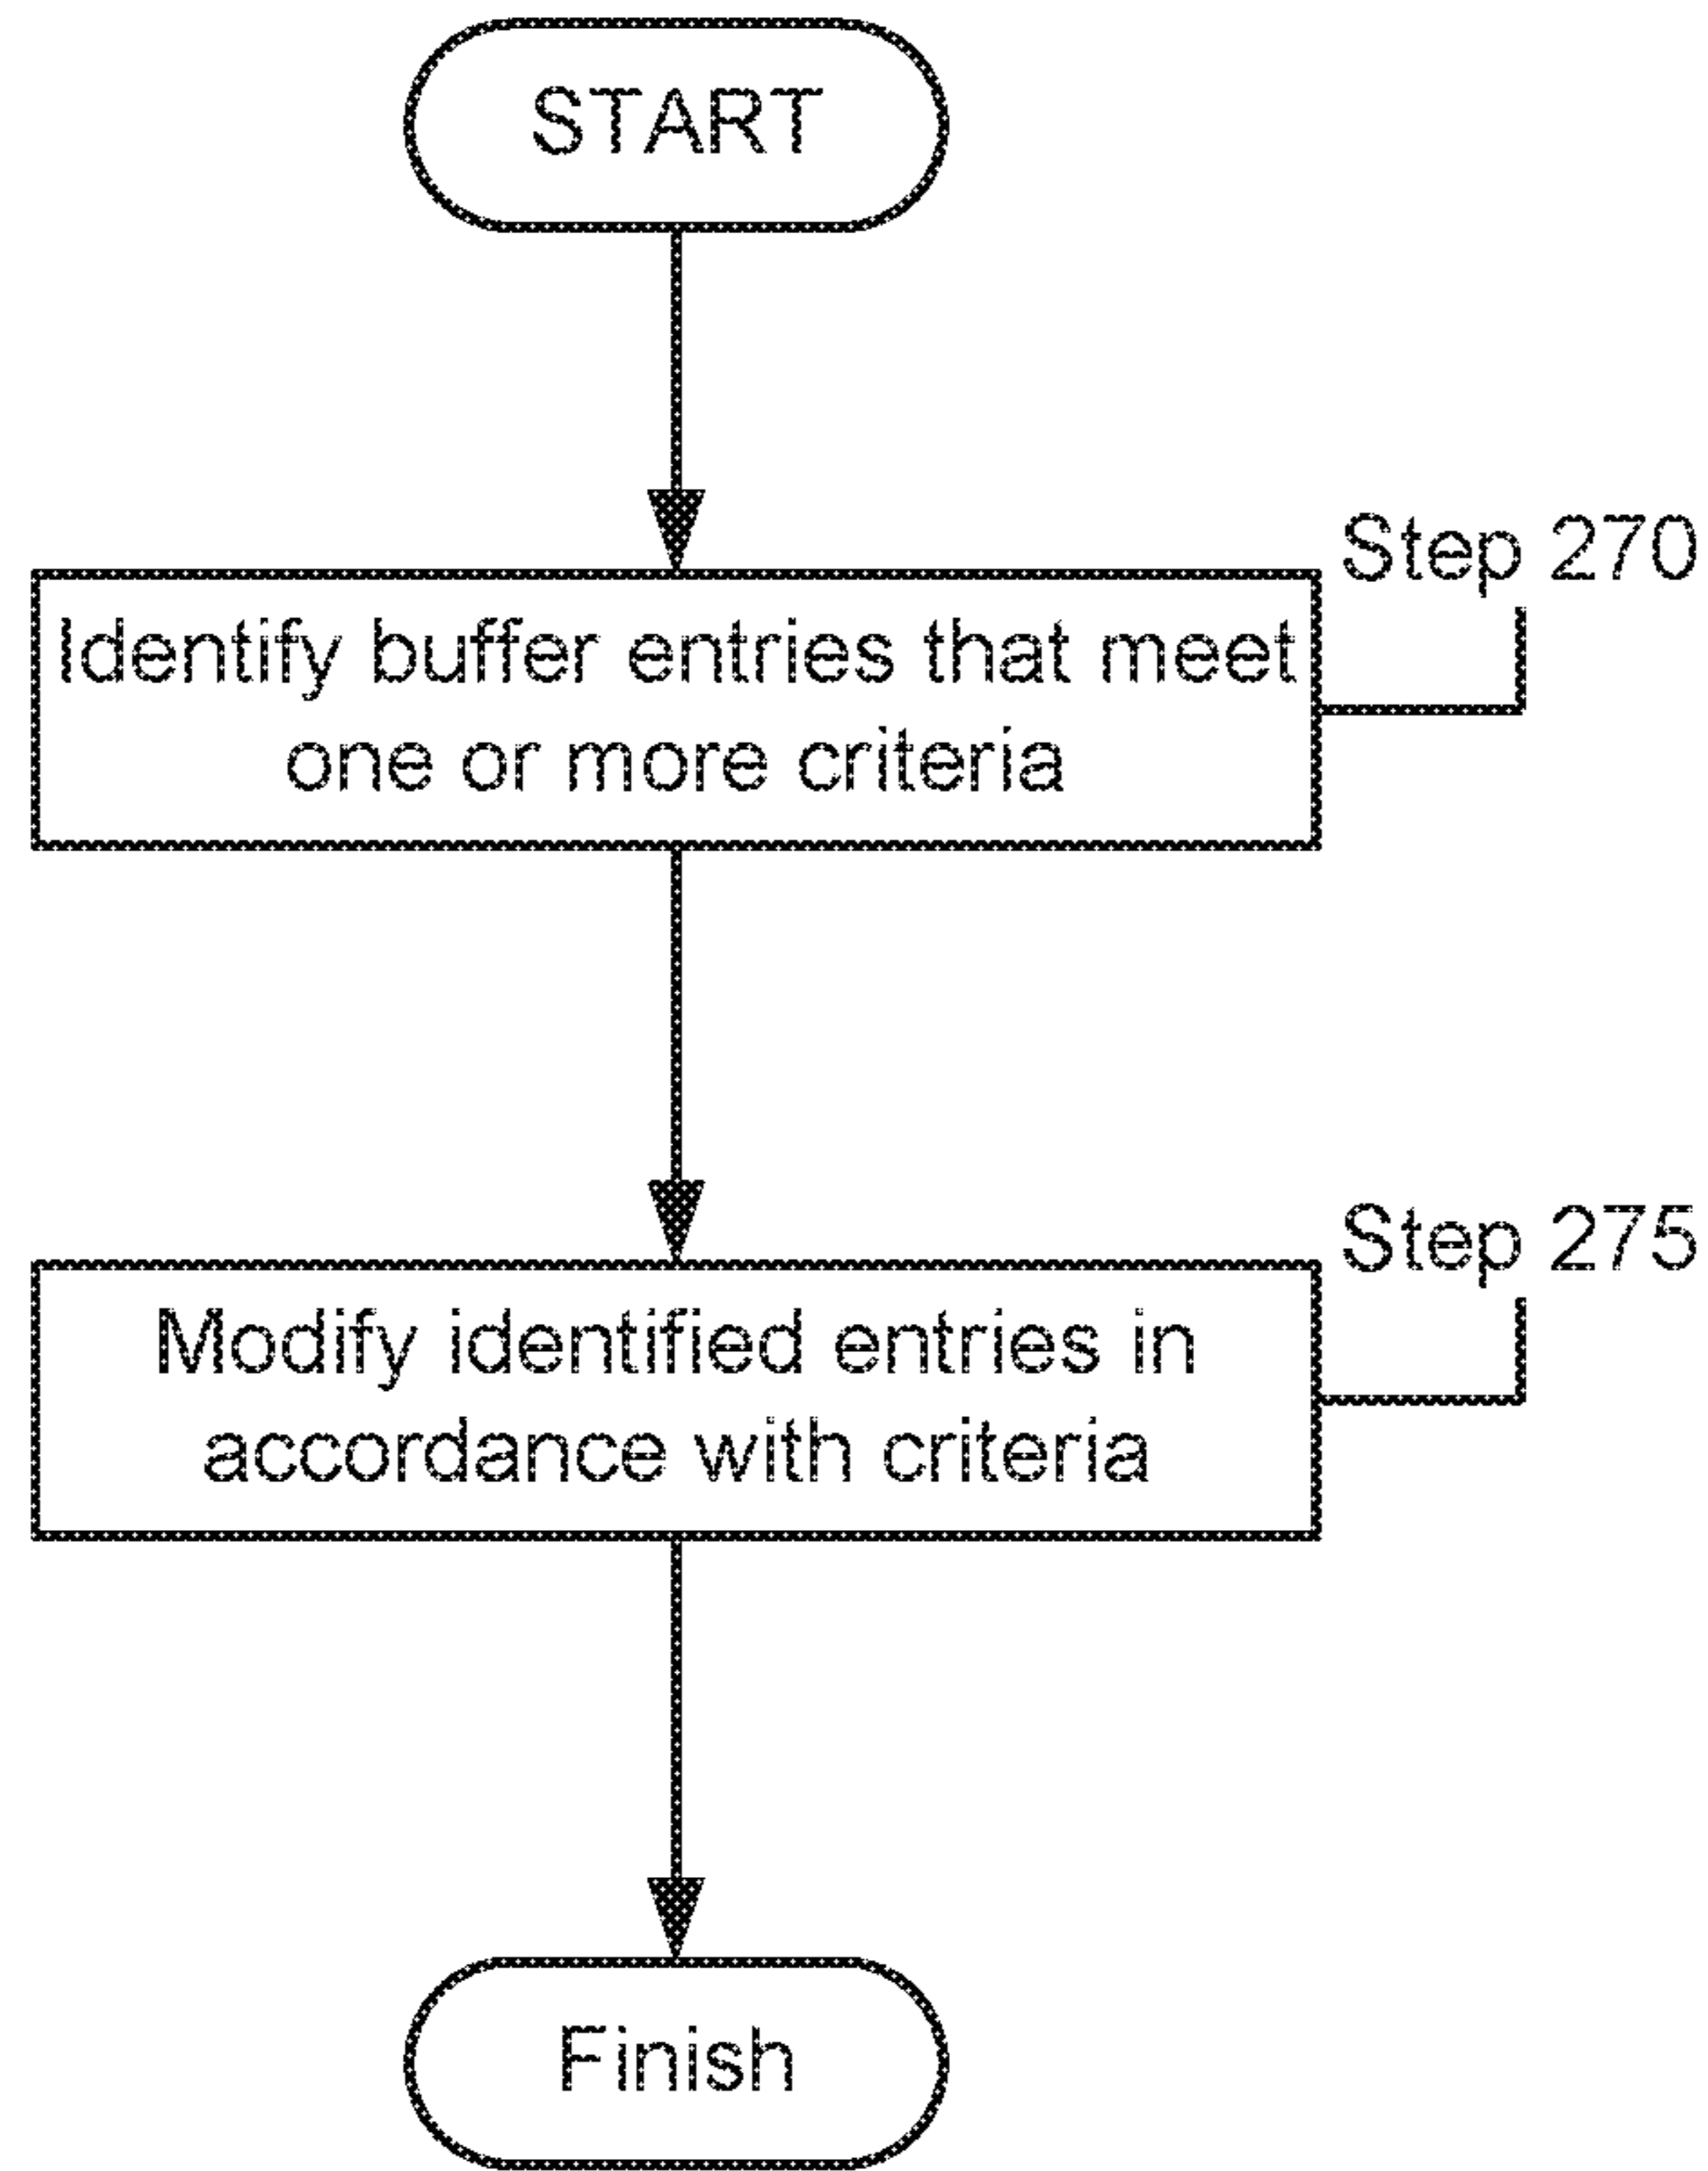 START
Step 270
Identify buffer entries that meet
one or more criteria
Step 275
Modify identified entries in
accordance with criteria
Finish